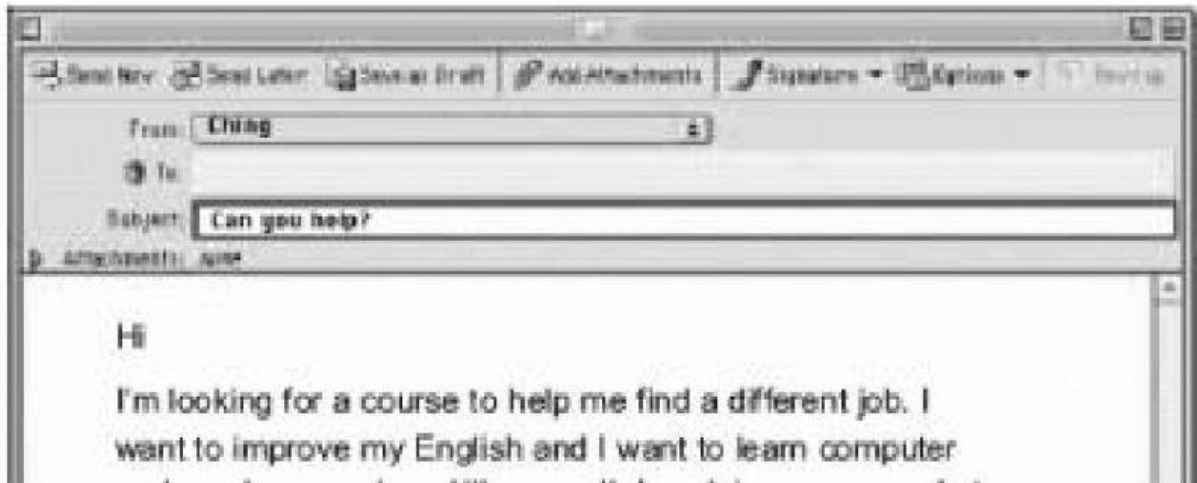 Send Now Send Later Save as Draft Add Attachments Signature Options
From: Ching
To:
Subject: Can you help?
Attachments: none
Hi
I'm looking for a course to help me find a different job. I
want to improve my English and I want to learn computer